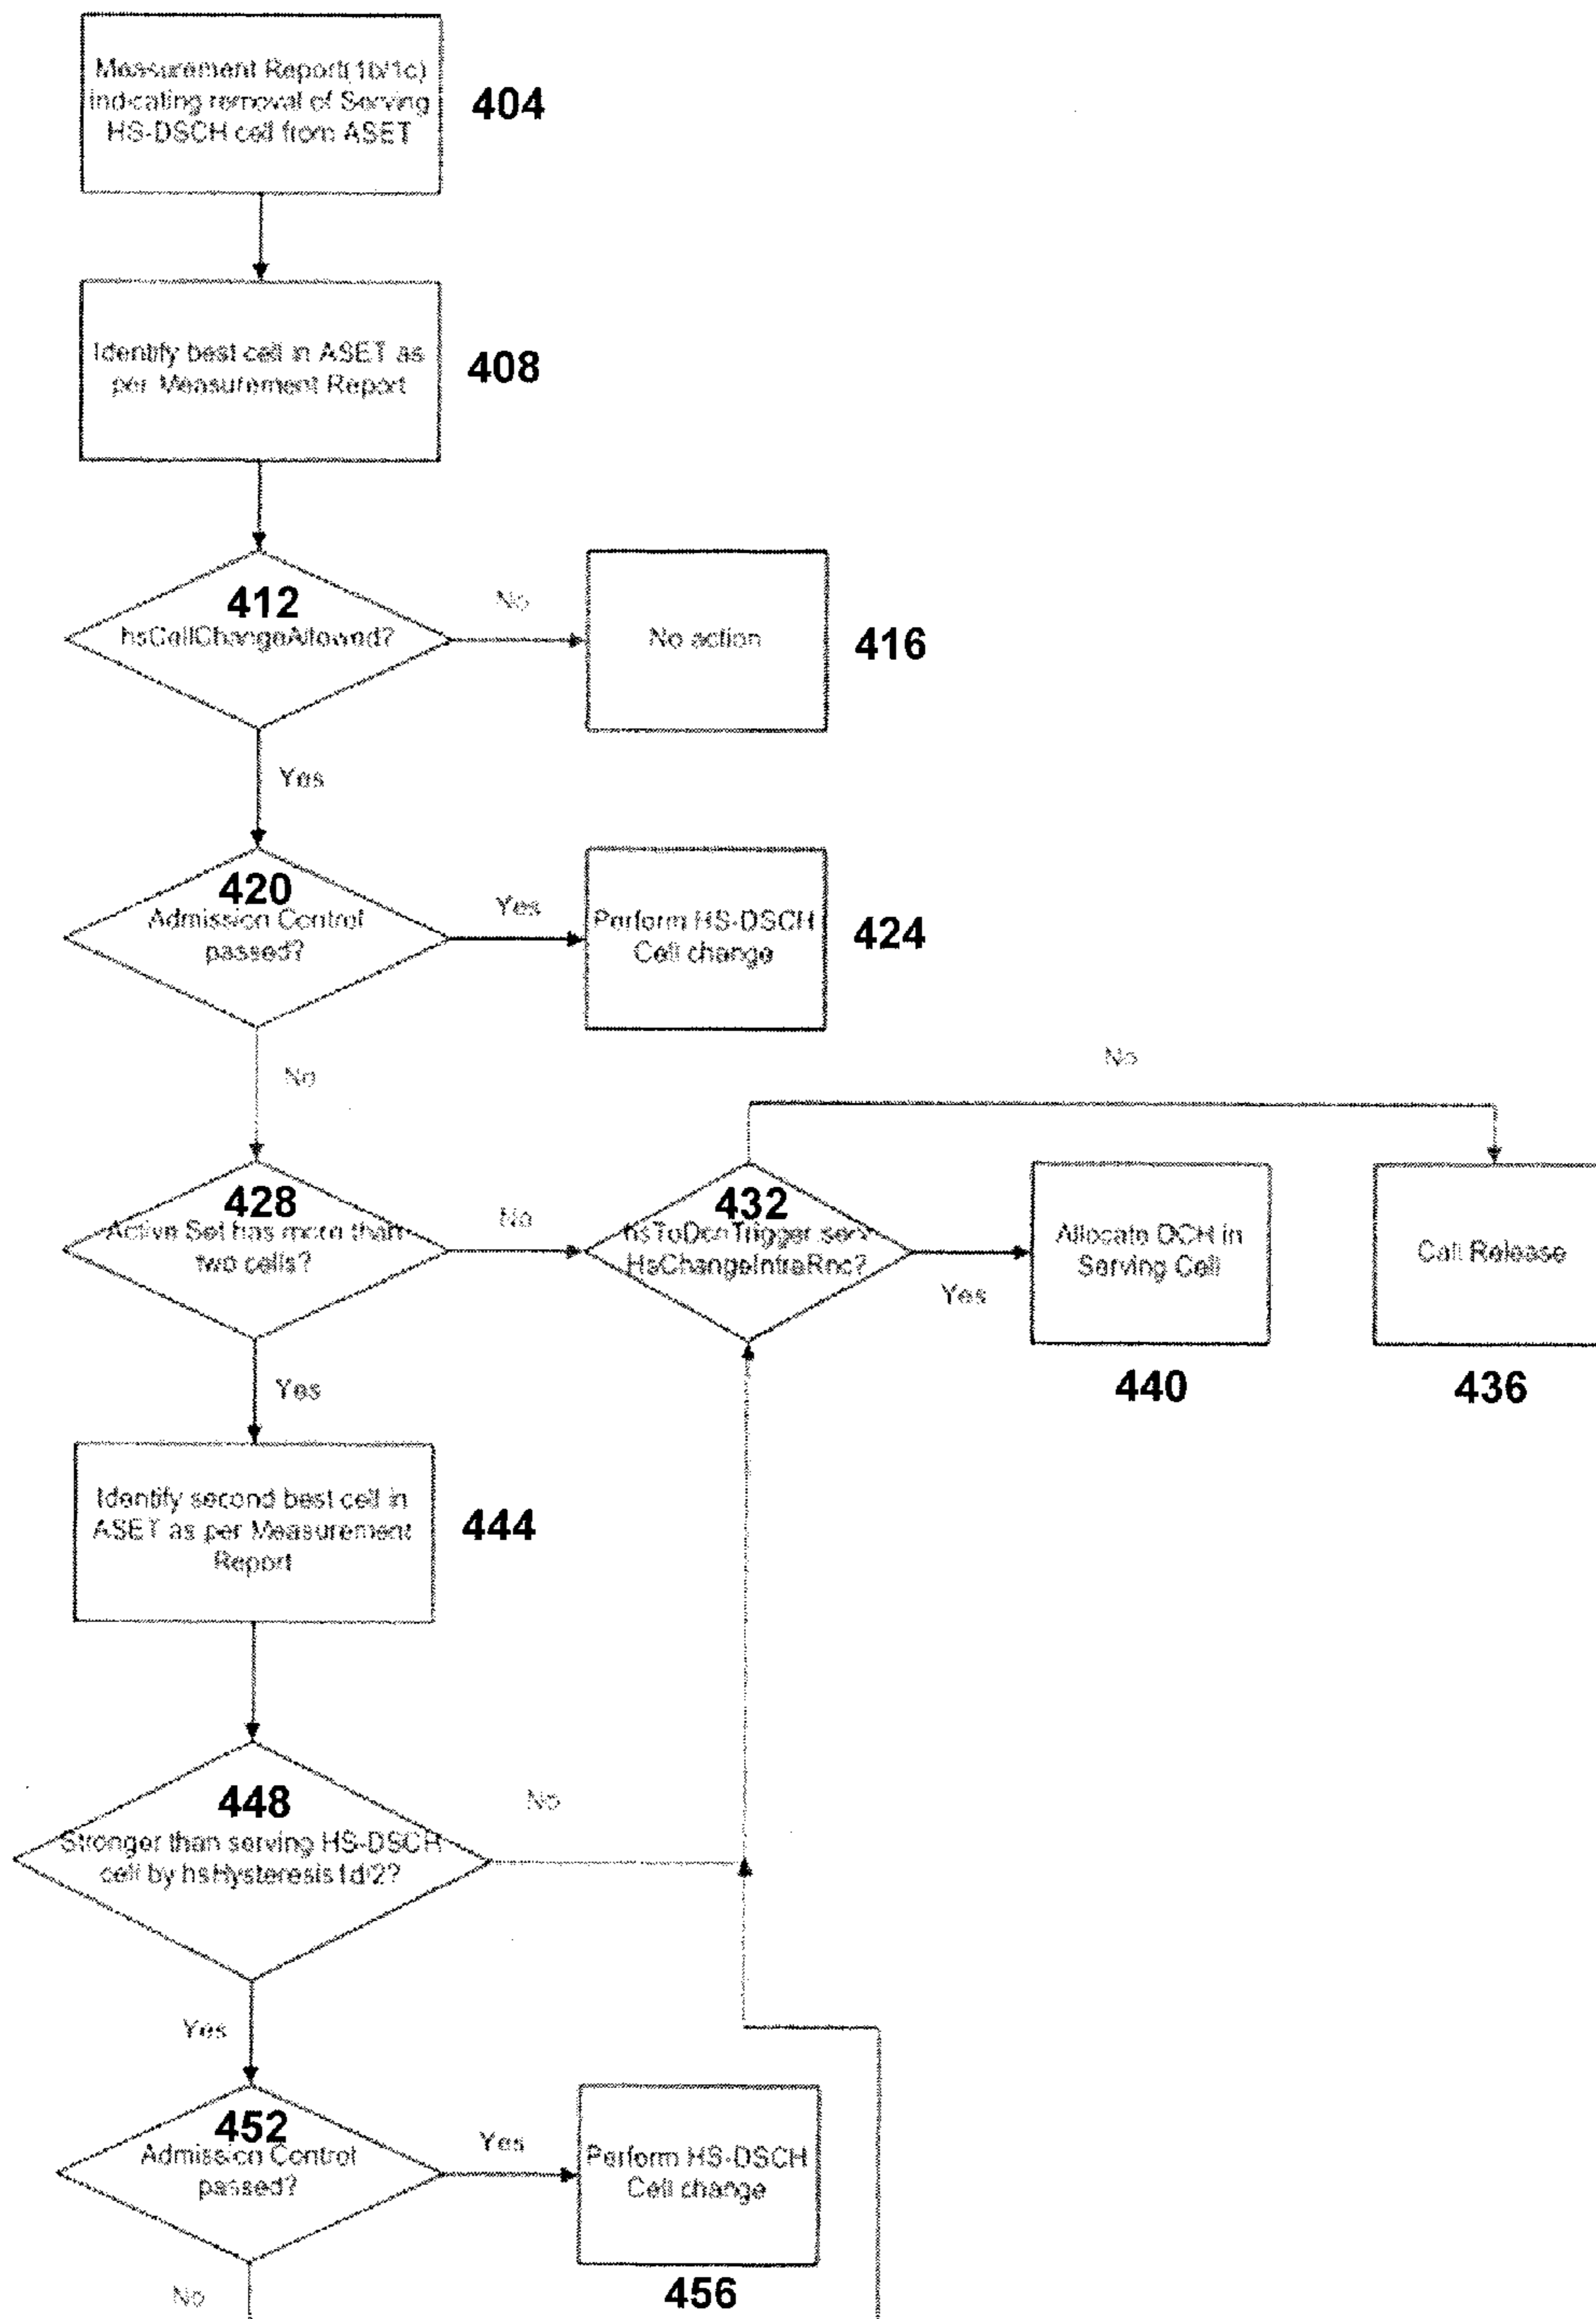 Measurement Report(1b/1c)
indicating removal of Serving
HS-DSCH cell from ASET
404
Identify best cell in ASET as
per Measurement Report
408
412
hsCellChangeAllowed?
No
No action
416
Yes
420
Admission Control
passed?
Yes
Perform HS-DSCH
Cell change
424
No
No
428
Active Set has more than
two cells?
No
432
HsChangeIntraRnc?
Yes
Allocate DCH in
Serving Cell
440
Call Release
436
Yes
Identify second best cell in
ASET as per Measurement
Report
444
448
Stronger than serving HS-DSCH
cell by hsHysteresis1d/2?
No
Yes
452
Admission Control
passed?
Yes
Perform HS-DSCH
Cell change
456
No